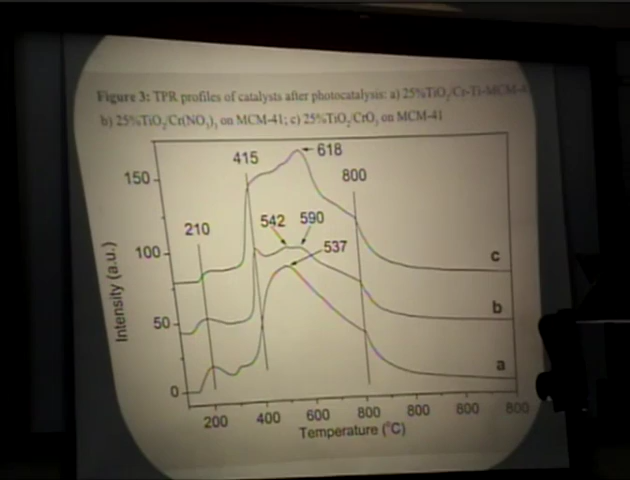 Figure 3: TPR profiles of catalysts after photocatalysis: a) 25%TiO2/Cr-Ti-MCM-4
b) 25%TiO2/Cr(NO3)3 on MCM-41; c) 25%TiO2/CrO3 on MCM-41
415
618
150
800
210
542 590
537
100
c
Intensity (a.u.)
50
b
a
0
200 400 600 800 800 800 800
Temperature (°C)